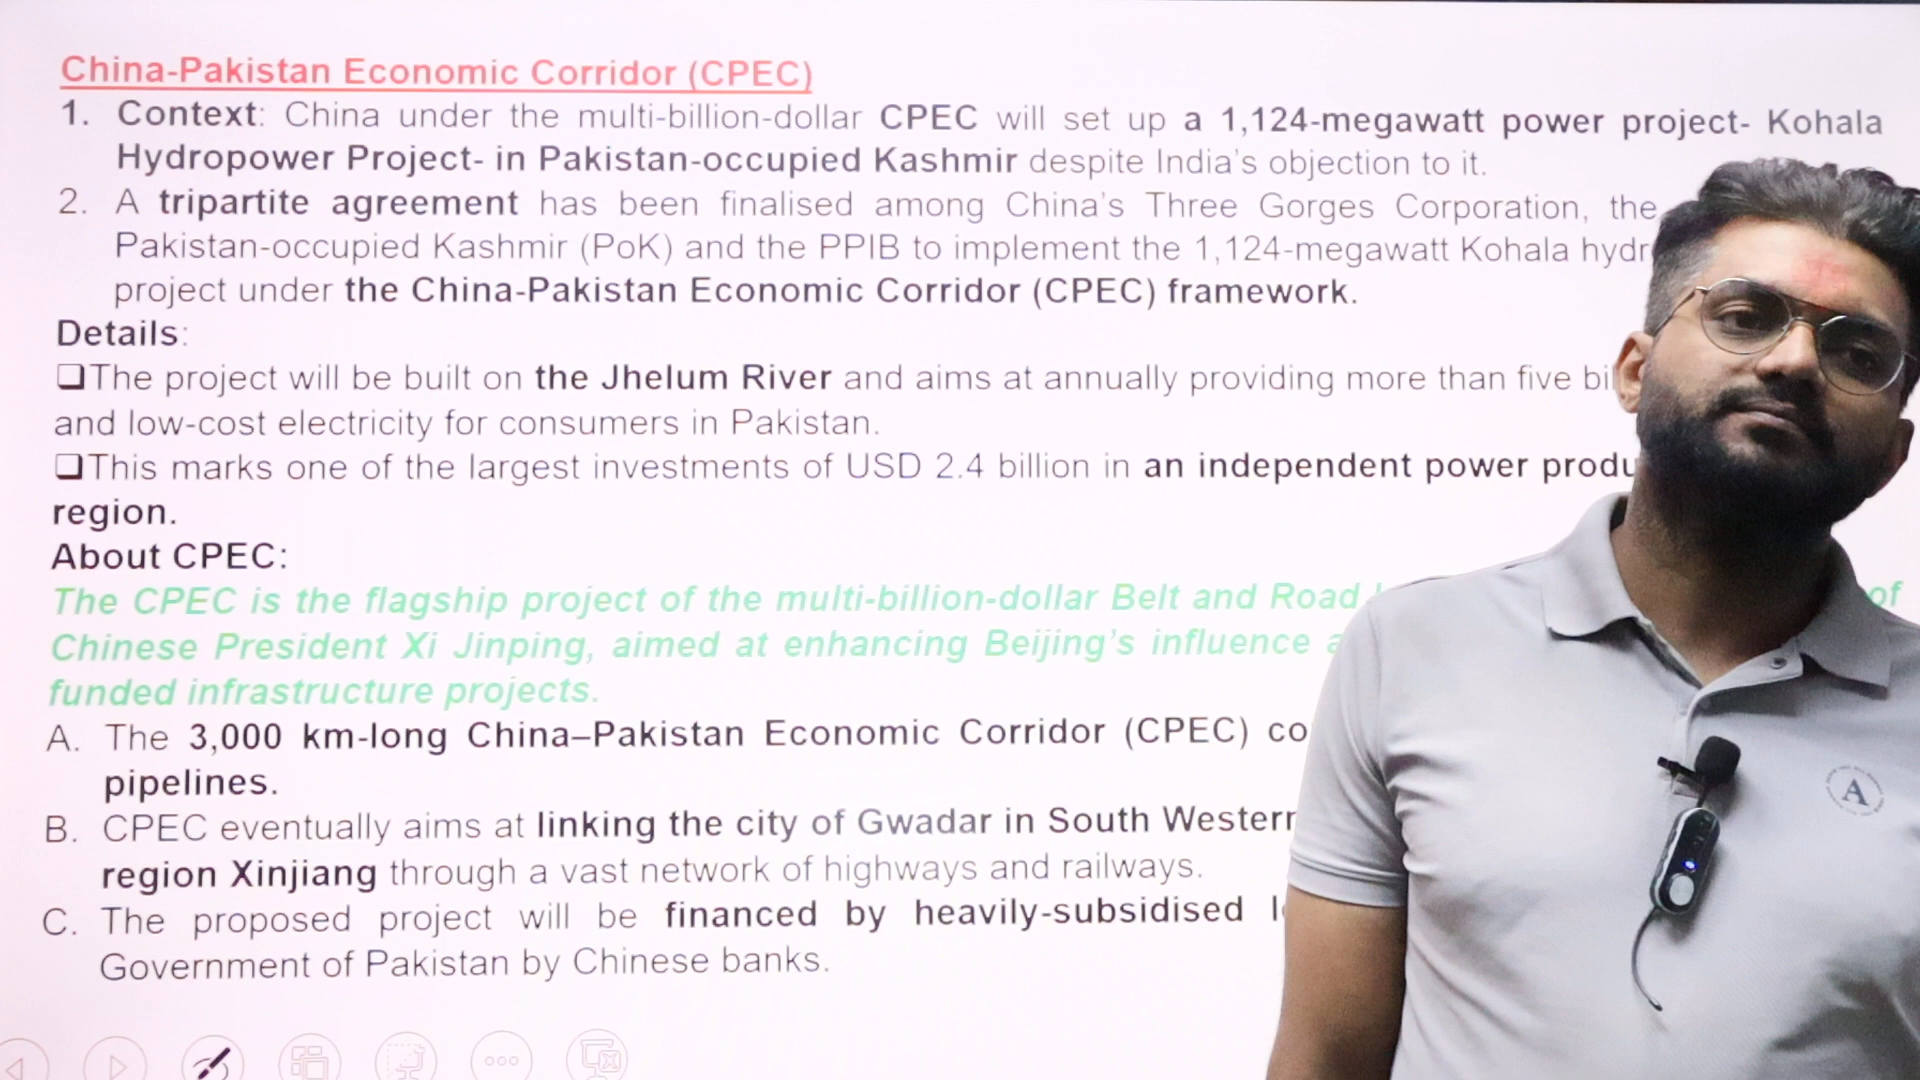 China-Pakistan Economic Corridor (CPEC)
1. Context: China under the multi-billion-dollar CPEC will set up a 1,124-megawatt power project- Kohala
Hydropower Project- in Pakistan-occupied Kashmir despite India's objection to it.
2. A tripartite agreement has been finalised among China's Three Gorges Corporation, the
Pakistan-occupied Kashmir (PoK) and the PPIB to implement the 1,124-megawatt Kohala
project under the China-Pakistan Economic Corridor (CPEC) framework.
Details:
❑The project will be built on the Jhelum River and aims at annually providing more than five
and low-cost electricity for consumers in Pakistan.
❑This marks one of the largest investments of USD 2.4 billion in an independent power
region.
About CPEC:
The CPEC is the flagship project of the multi-billion-dollar Belt and Road of
Chinese President Xi Jinping, aimed at enhancing Beijing's influence
funded infrastructure projects.
A. The 3,000 km-long China–Pakistan Economic Corridor (CPEC)
pipelines.
B. CPEC eventually aims at linking the city of Gwadar in South Western
region Xinjiang through a vast network of highways and railways.
C. The proposed project will be financed by heavily-subsidised
Government of Pakistan by Chinese banks.
A